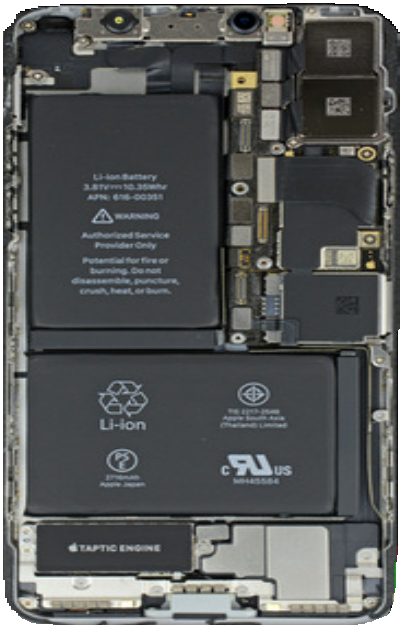 Li-ion Battery
3.81V⎓10.35Whr
APN: 616-00351
WARNING
Authorized Service
Provider Only
Potential for fire or
burning. Do not
disassemble, puncture,
crush, heat, or burn.
Li-ion
TIS 2217-2548
Apple South Asia
(Thailand) Limited
PS
E
2716mAh
Apple Japan
c RU US
MH45584
TAPTIC ENGINE